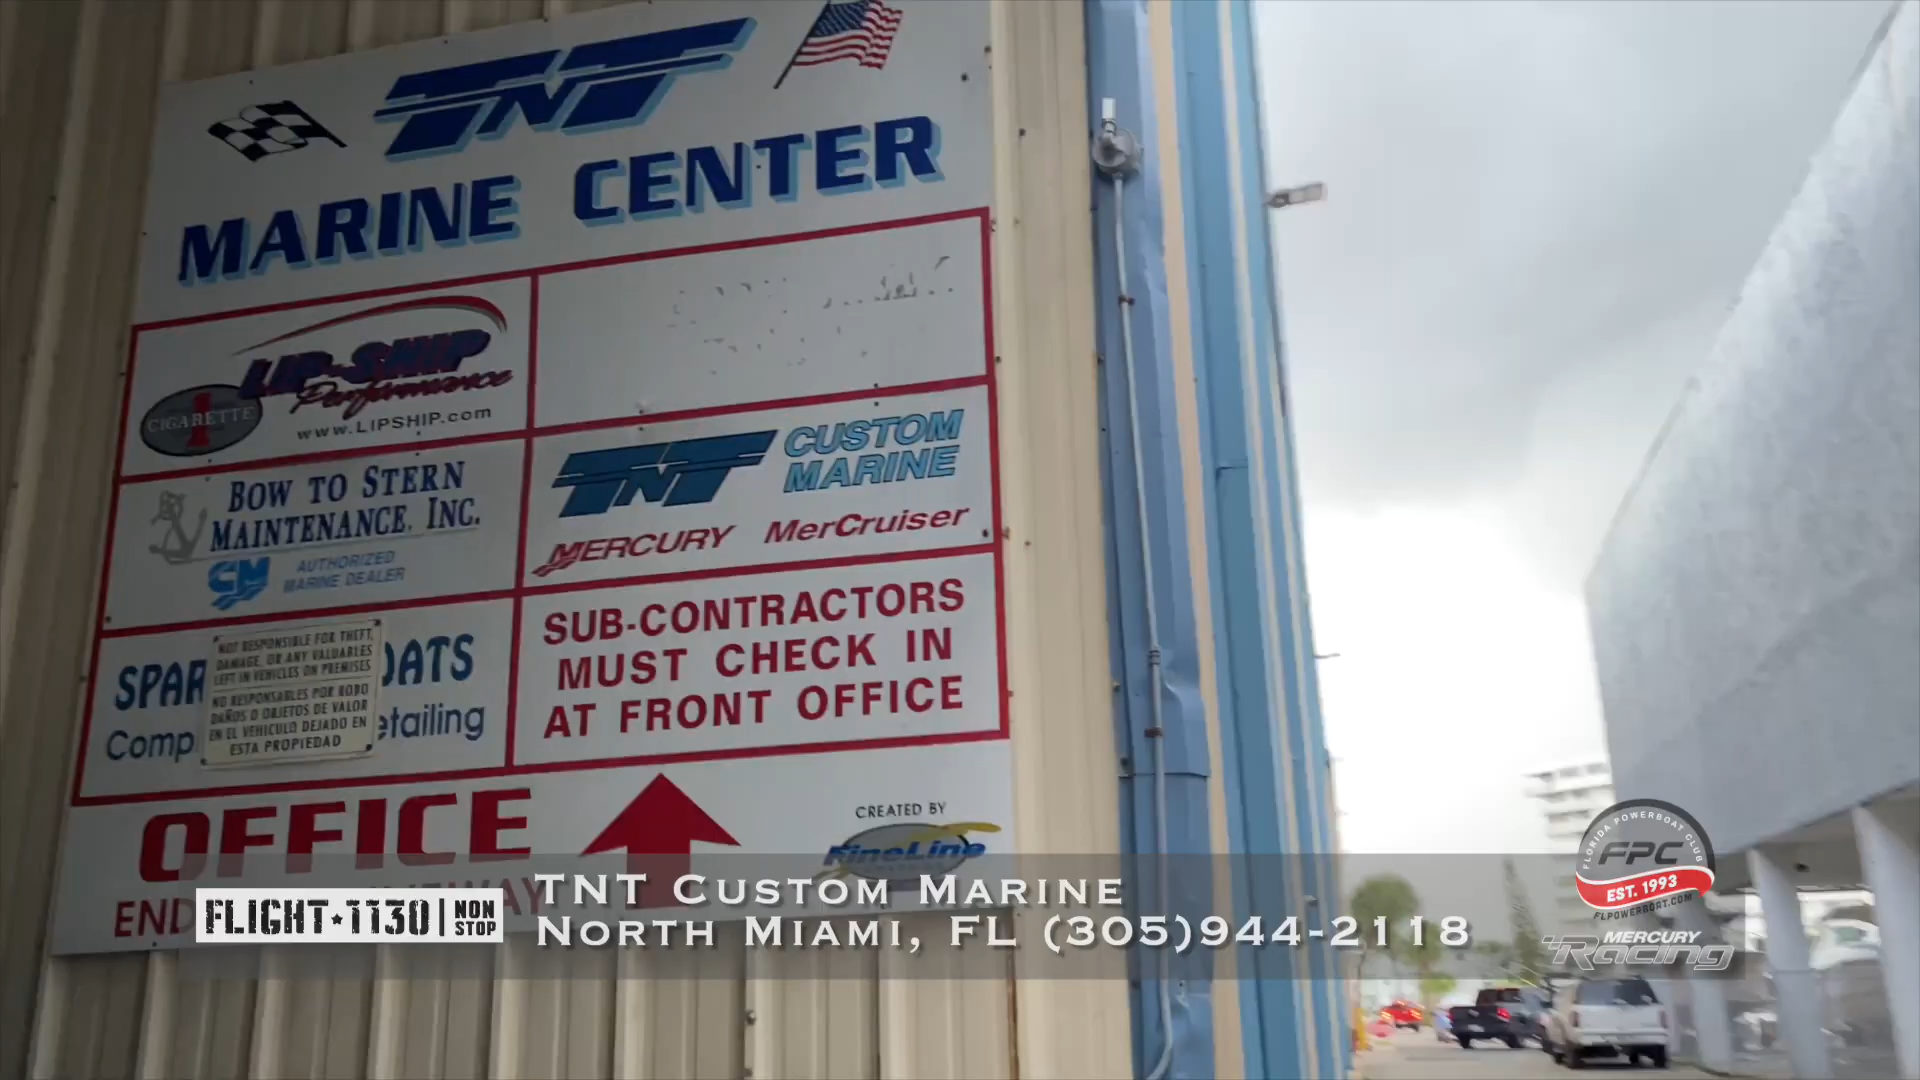 TNT
MARINE CENTER
LIP-SHIP
Performance
CIGARETTE
1
www.LIPSHIP.com
BOW TO STERN
MAINTENANCE, INC.
CM
AUTHORIZED
MARINE DEALER
TNT
CUSTOM
MARINE
MERCURY MerCruiser
SPAR OATS
Comp etailing
NOT RESPONSIBLE FOR THEFT,
DAMAGE, OR ANY VALUABLES
LEFT IN VEHICLES ON PREMISES
NO RESPONSABLES POR ROBO
DAÑOS O OBJETOS DE VALOR
EN EL VEHICULO DEJADO EN
ESTA PROPIEDAD
SUB-CONTRACTORS
MUST CHECK IN
AT FRONT OFFICE
OFFICE
END
CREATED BY
FineLine
FLIGHT★1130 | NON STOP
TNT CUSTOM MARINE
NORTH MIAMI, FL (305)944-2118
FLORIDA POWERBOAT CLUB
FPC
EST. 1993
FLPOWERBOAT.COM
MERCURY
Racing